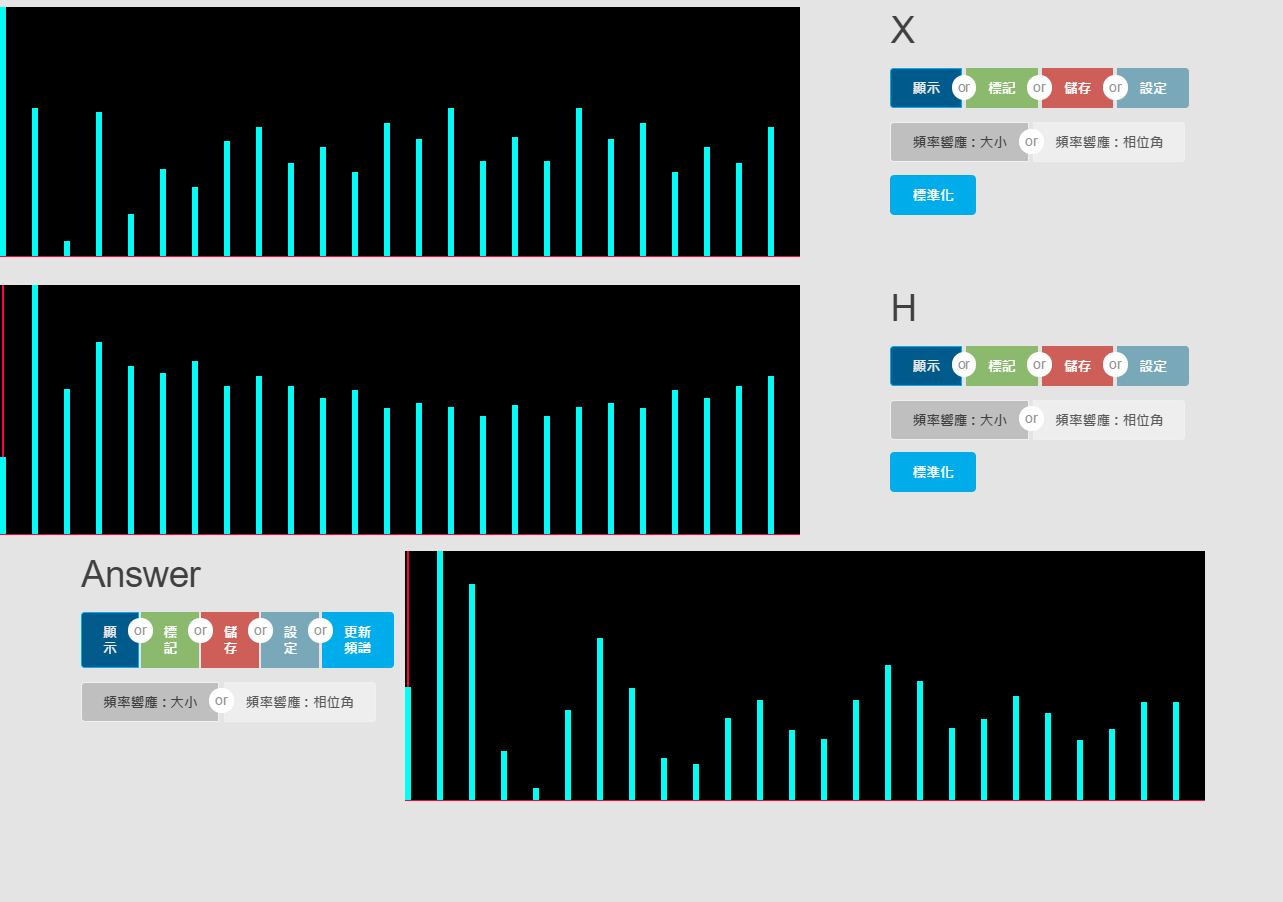 X
顯示 or 標記 or 儲存 or 設定
頻率響應：大小 or 頻率響應：相位角
標準化
H
顯示 or 標記 or 儲存 or 設定
頻率響應：大小 or 頻率響應：相位角
標準化
Answer
顯示 or 標記 or 儲存 or 設定 or 更新頻譜
頻率響應：大小 or 頻率響應：相位角